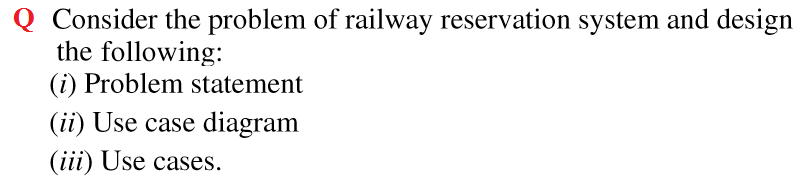 Q Consider the problem of railway reservation system and design
the following:
(i) Problem statement
(ii) Use case diagram
(iii) Use cases.